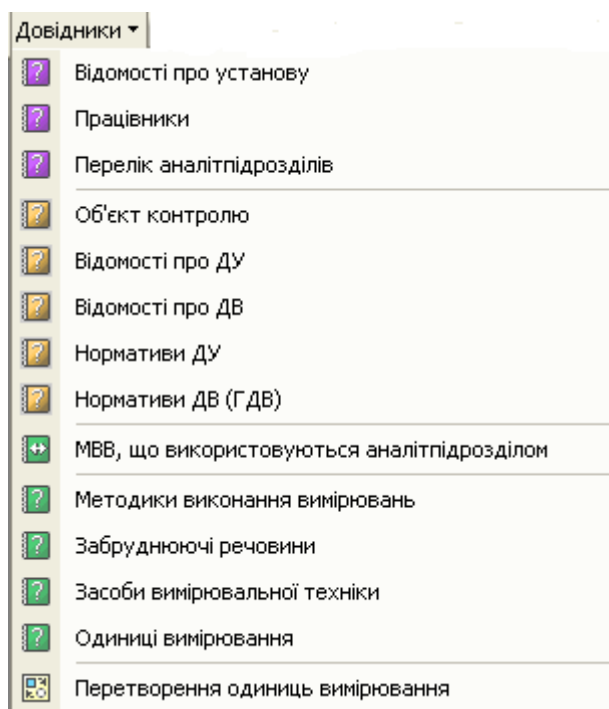 Довідники
Відомості про установу
Працівники
Перелік аналітпідрозділів
Об'єкт контролю
Відомості про ДУ
Відомості про ДВ
Нормативи ДУ
Нормативи ДВ (ГДВ)
МВВ, що використовуються аналітпідрозділом
Методики виконання вимірювань
Забруднюючі речовини
Засоби вимірювальної техніки
Одиниці вимірювання
Перетворення одиниць вимірювання